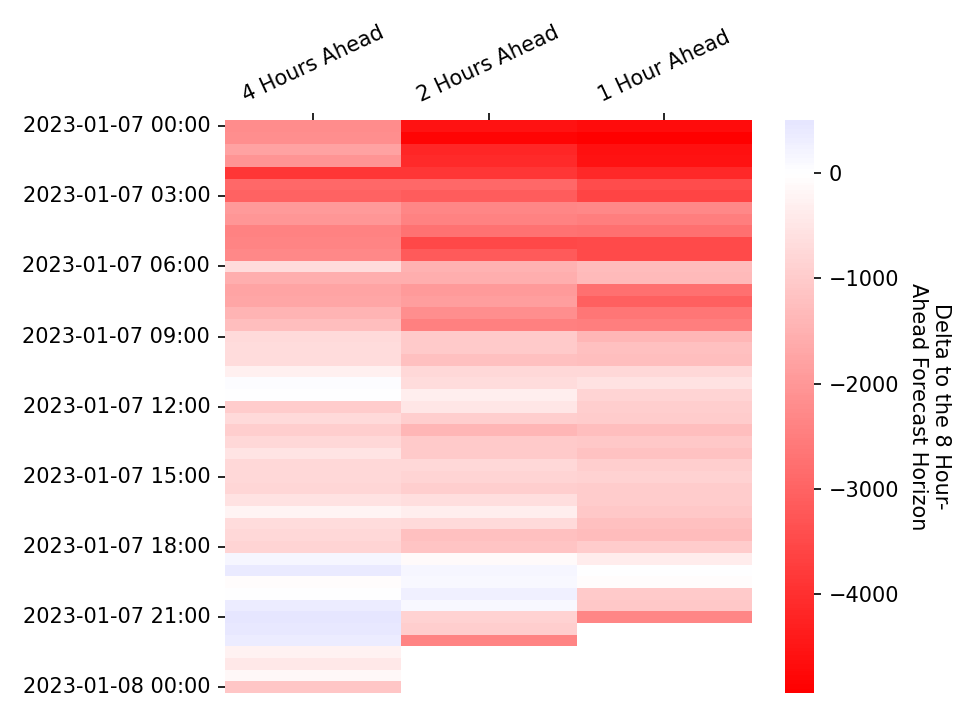 4 Hours Ahead
2 Hours Ahead
1 Hour Ahead
2023-01-07 00:00
2023-01-07 03:00
2023-01-07 06:00
2023-01-07 09:00
2023-01-07 12:00
2023-01-07 15:00
2023-01-07 18:00
2023-01-07 21:00
2023-01-08 00:00
0
−1000
−2000
−3000
−4000
Delta to the 8 Hour-
Ahead Forecast Horizon